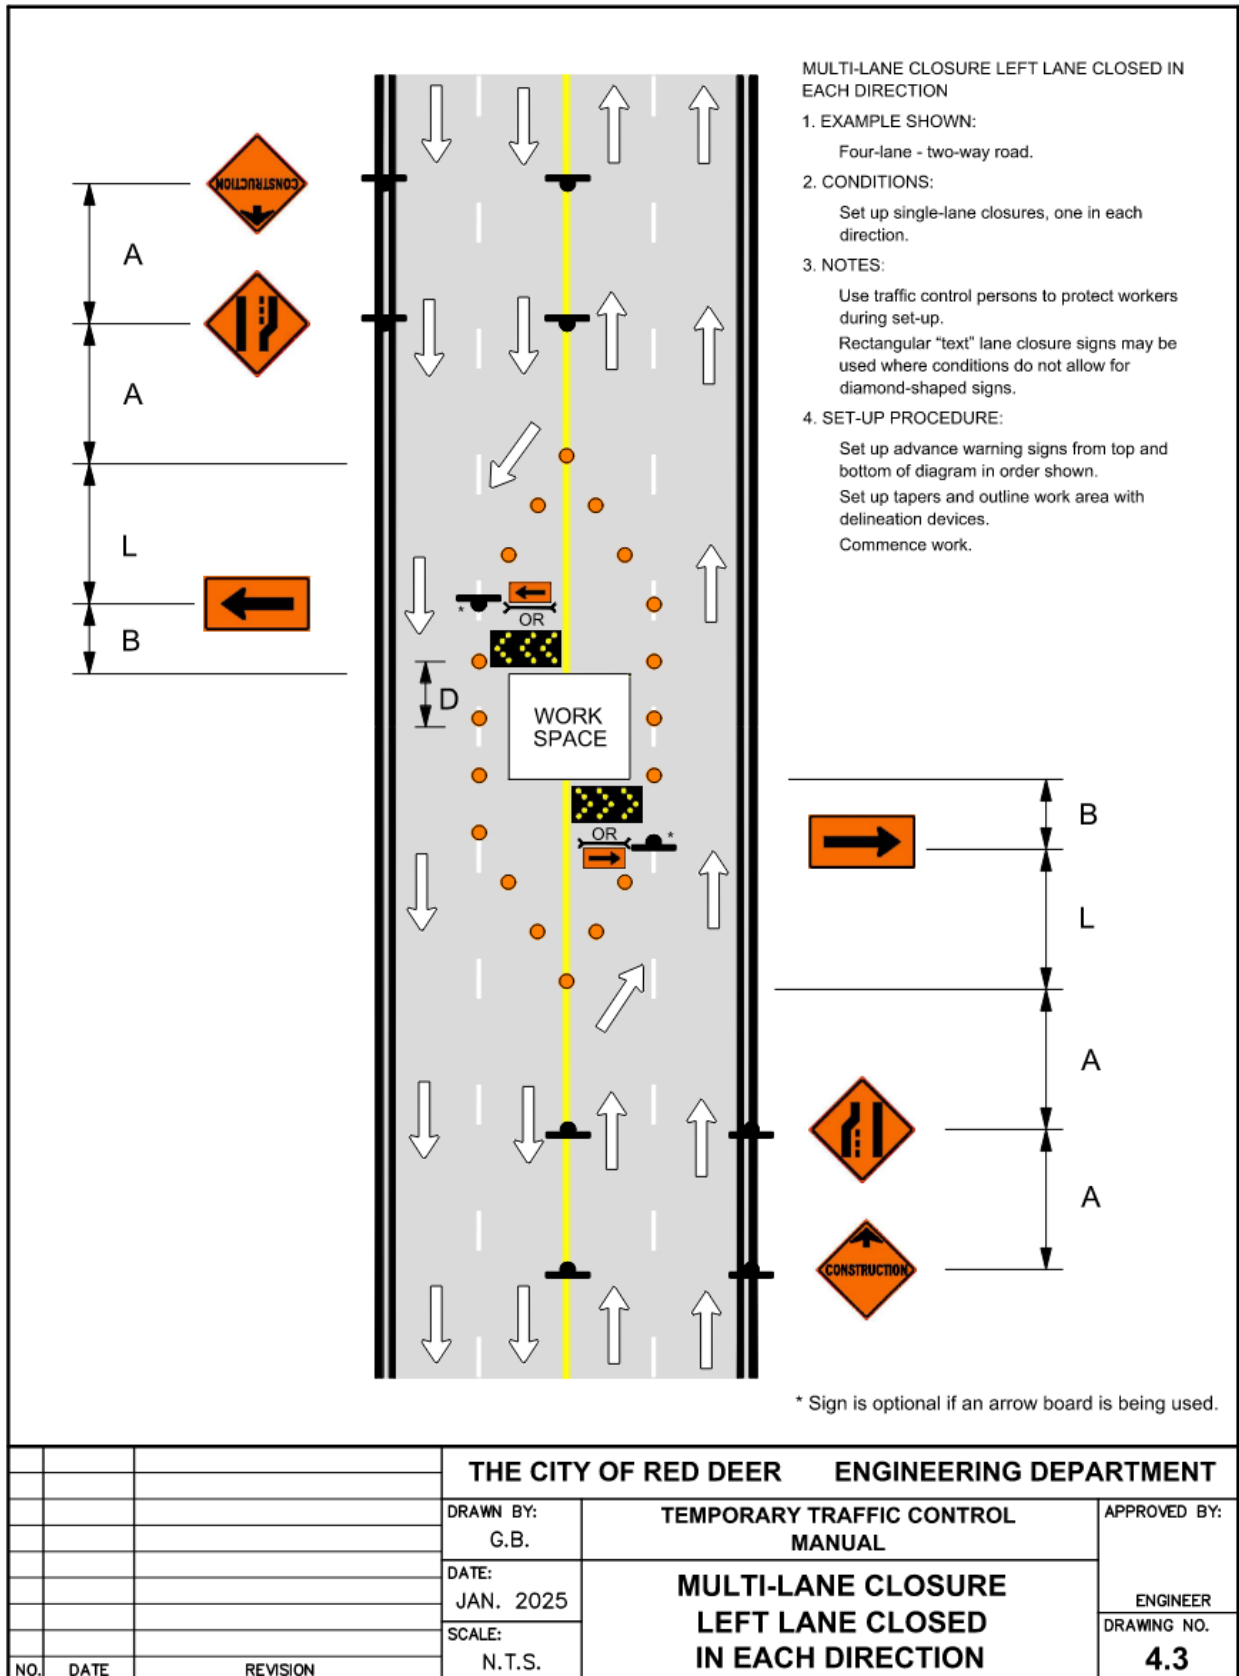 MULTI-LANE CLOSURE LEFT LANE CLOSED IN
EACH DIRECTION
1. EXAMPLE SHOWN:
Four-lane - two-way road.
2. CONDITIONS:
Set up single-lane closures, one in each
direction.
3. NOTES:
Use traffic control persons to protect workers
during set-up.
Rectangular “text” lane closure signs may be
used where conditions do not allow for
diamond-shaped signs.
4. SET-UP PROCEDURE:
Set up advance warning signs from top and
bottom of diagram in order shown.
Set up tapers and outline work area with
delineation devices.
Commence work.
CONSTRUCTION
A
A
L
B
*
OR
D
WORK
SPACE
OR
*
B
L
A
A
CONSTRUCTION
* Sign is optional if an arrow board is being used.
THE CITY OF RED DEER ENGINEERING DEPARTMENT
DRAWN BY:
G.B.
TEMPORARY TRAFFIC CONTROL
MANUAL
APPROVED BY:
ENGINEER
DATE:
JAN. 2025
MULTI-LANE CLOSURE
LEFT LANE CLOSED
IN EACH DIRECTION
SCALE:
N.T.S.
DRAWING NO.
4.3
NO. DATE REVISION